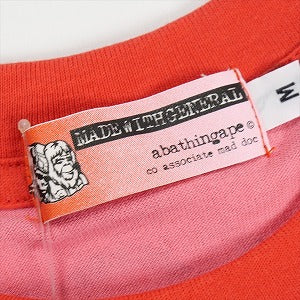 MADE WITH GENERAL
abathingape©
co associate mad doc
M